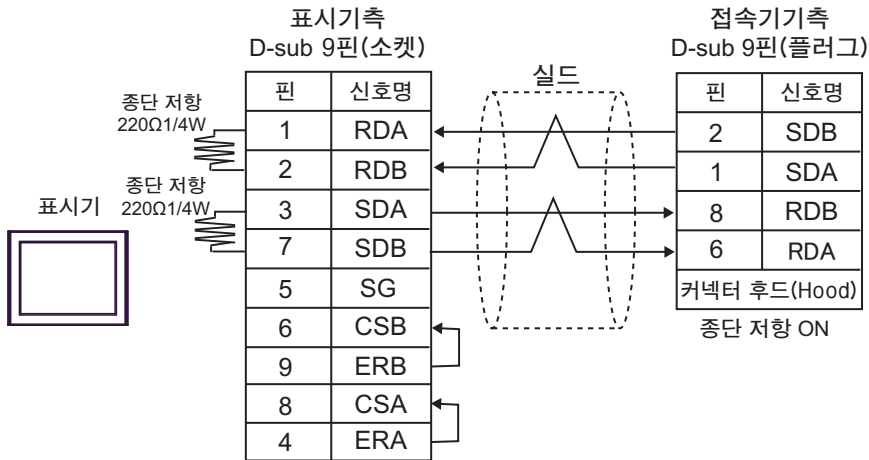 표시기측
D-sub 9핀(소켓)
접속기기측
D-sub 9핀(플러그)
실드
종단 저항
220Ω1/4W
종단 저항
220Ω1/4W
표시기
핀 신호명
1 RDA
2 RDB
3 SDA
7 SDB
5 SG
6 CSB
9 ERB
8 CSA
4 ERA
핀 신호명
2 SDB
1 SDA
8 RDB
6 RDA
커넥터 후드(Hood)
종단 저항 ON